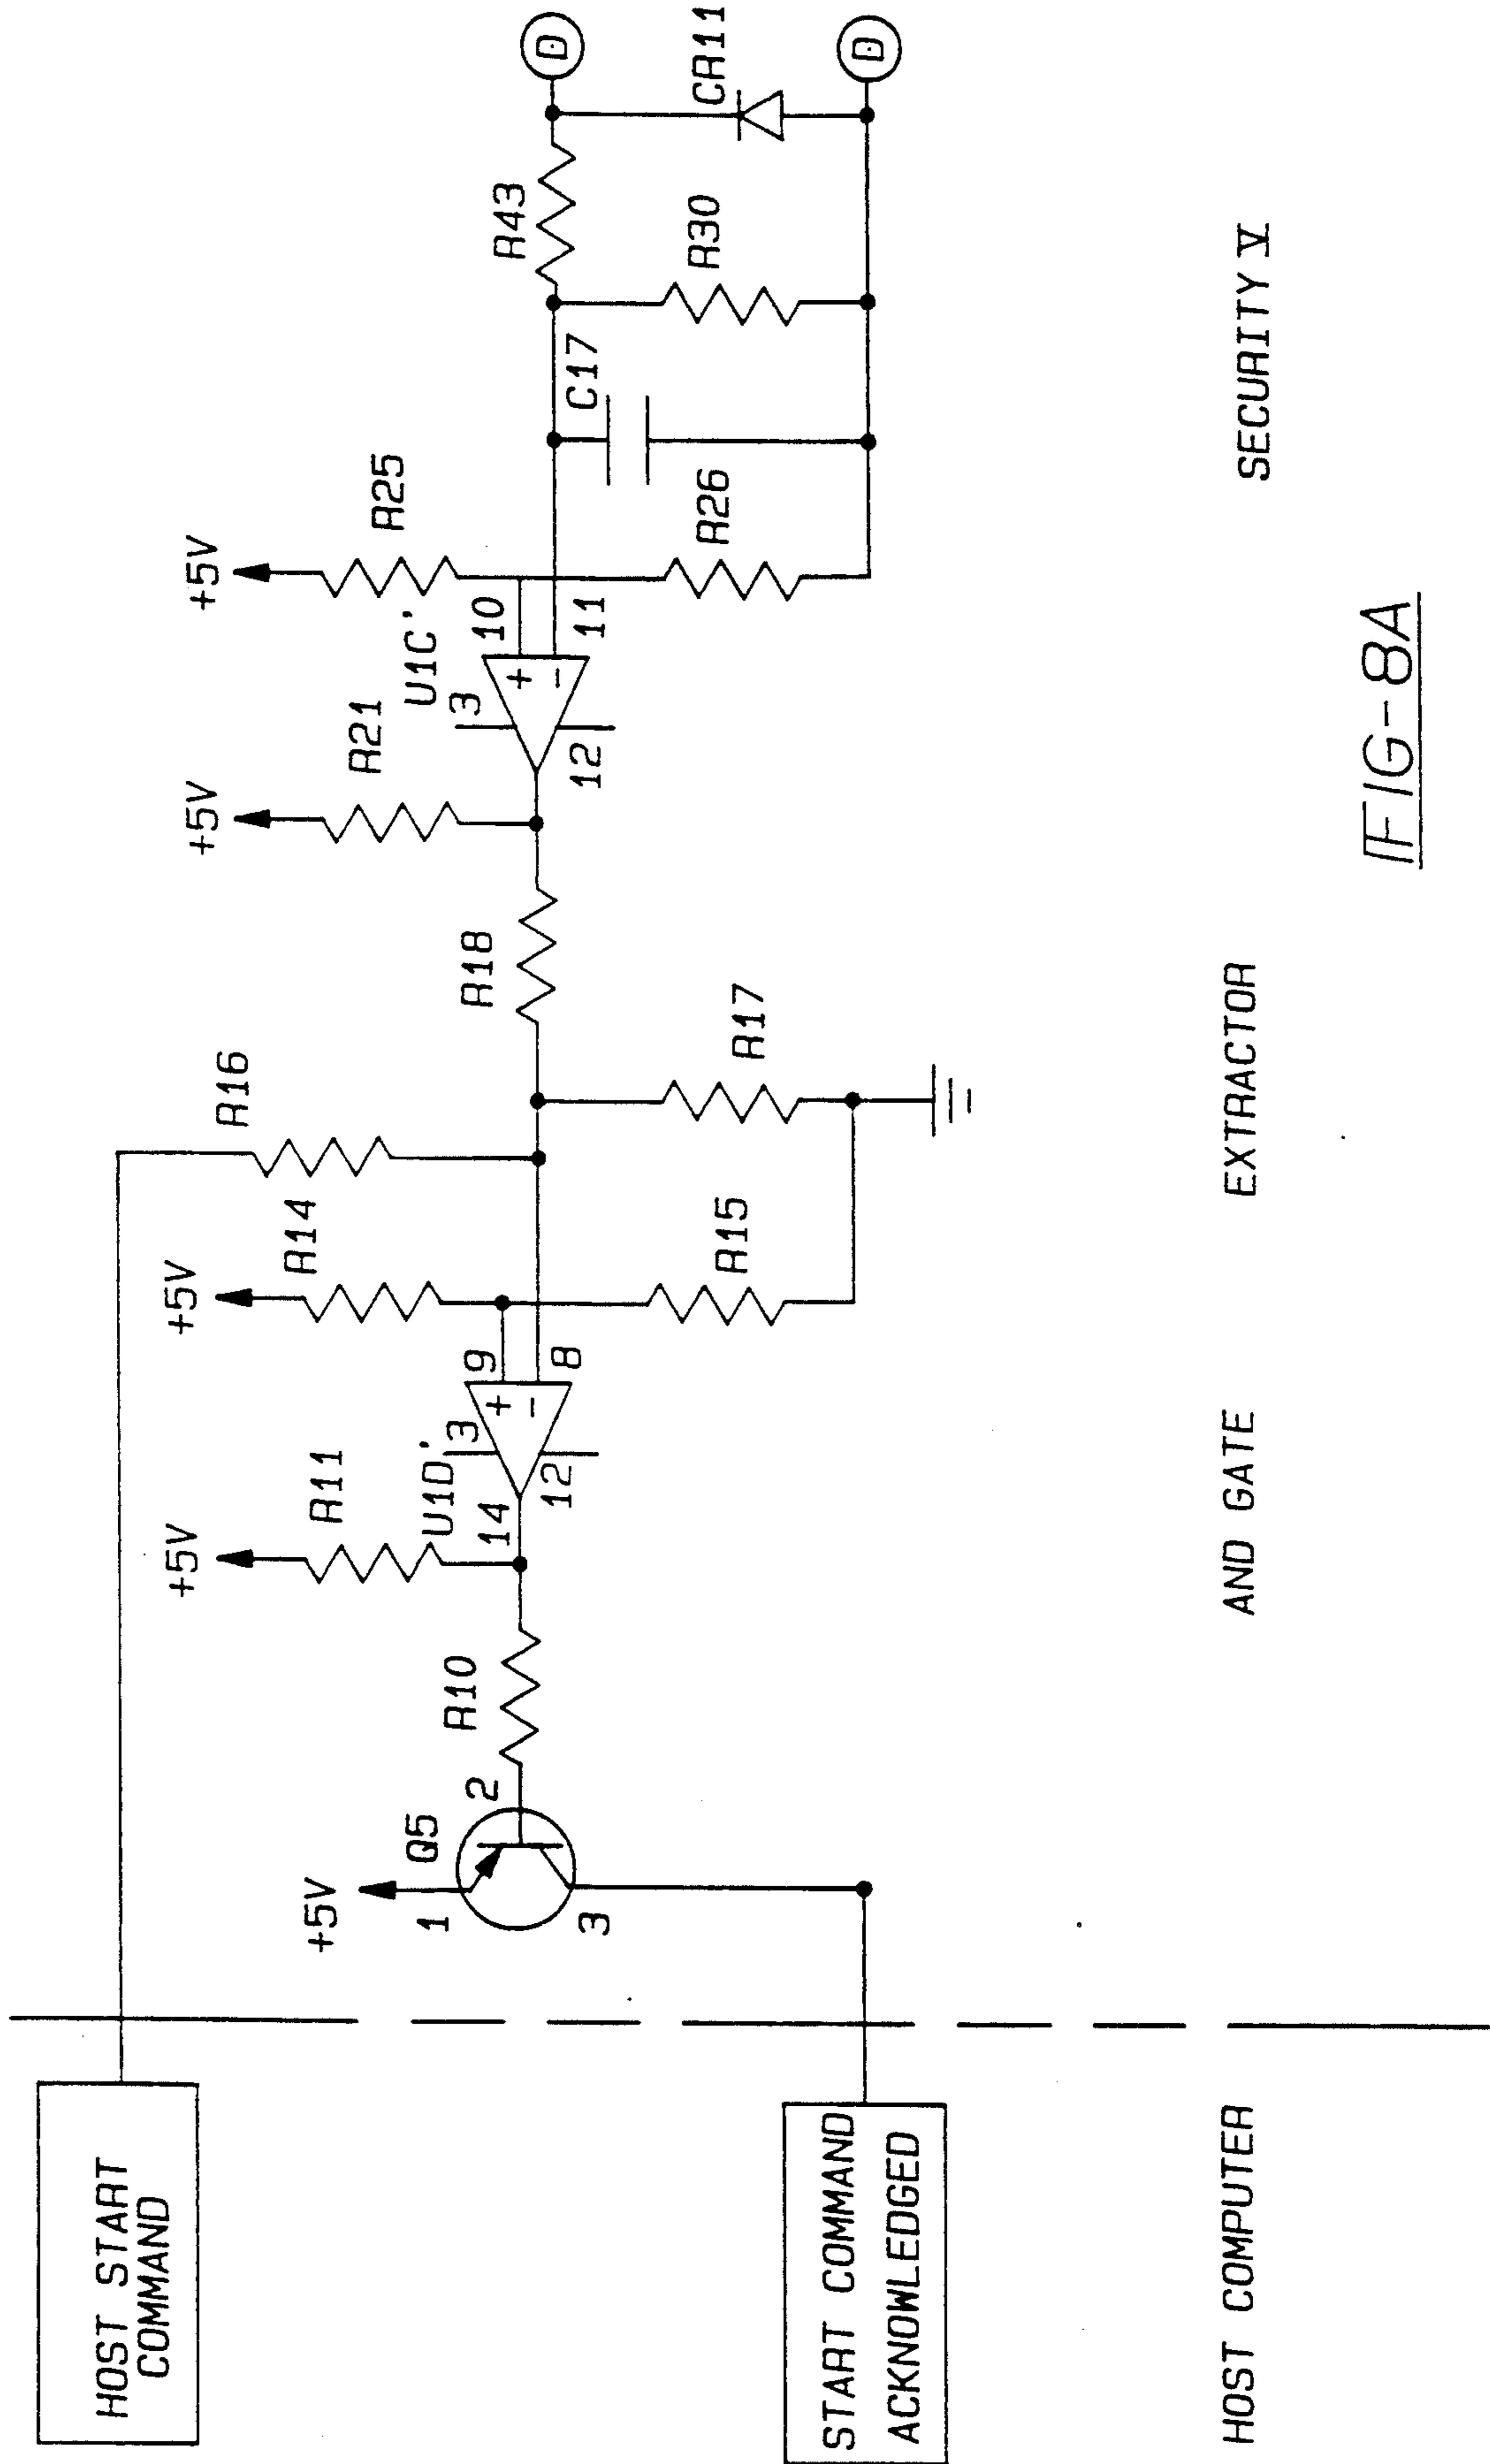 HOST START
COMMAND
START COMMAND
ACKNOWLEDGED
HOST COMPUTER
+5V
1
Q5
2
3
R10
+5V
R11
U1D'
14
3
12
9
8
+
−
+5V
R14
R15
R16
R17
R18
+5V
R21
U1C'
3
12
10
11
+
−
+5V
R25
R26
C17
R43
R30
CR11
D
D
AND GATE
EXTRACTOR
SECURITY V
FIG-8A